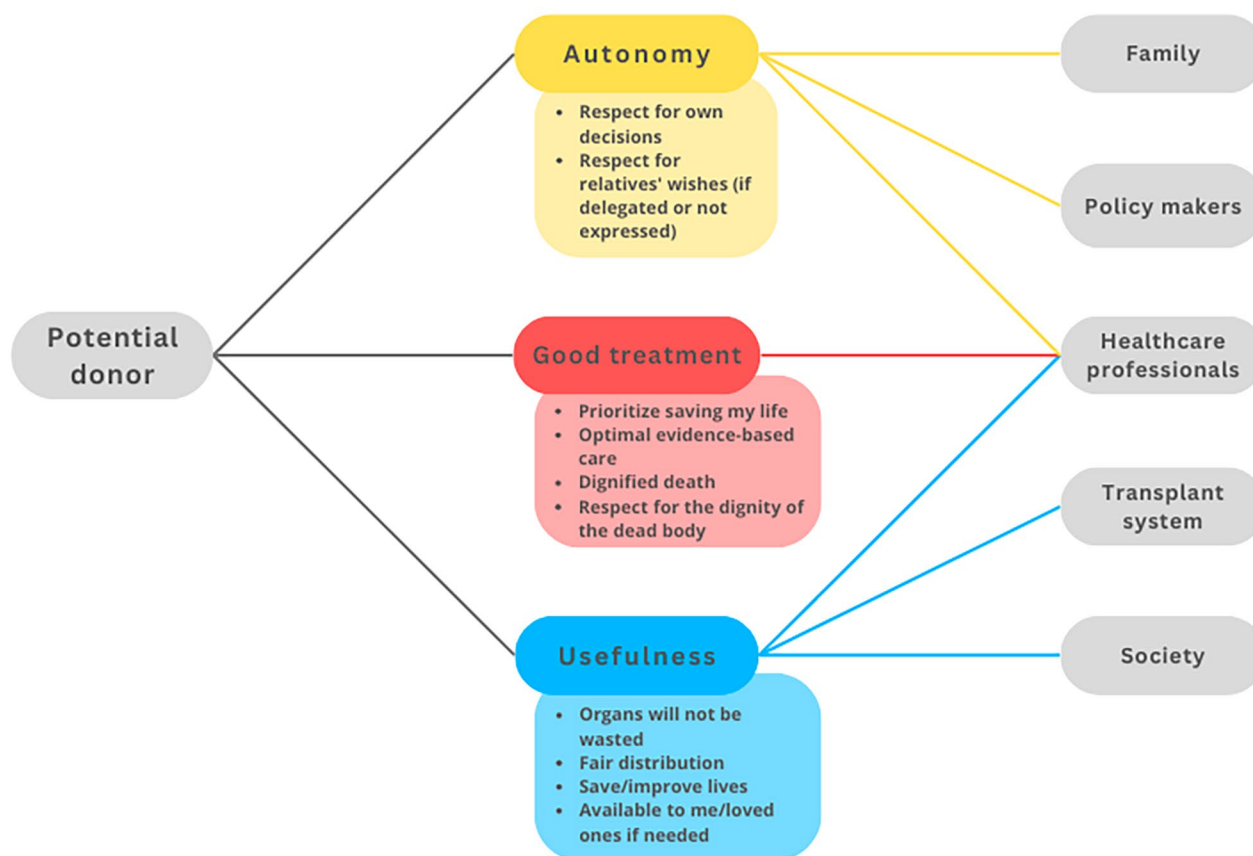 Potential
donor
Autonomy
• Respect for own
decisions
• Respect for
relatives' wishes (if
delegated or not
expressed)
Good treatment
• Prioritize saving my life
• Optimal evidence-based
care
• Dignified death
• Respect for the dignity of
the dead body
Usefulness
• Organs will not be
wasted
• Fair distribution
• Save/improve lives
• Available to me/loved
ones if needed
Family
Policy makers
Healthcare
professionals
Transplant
system
Society